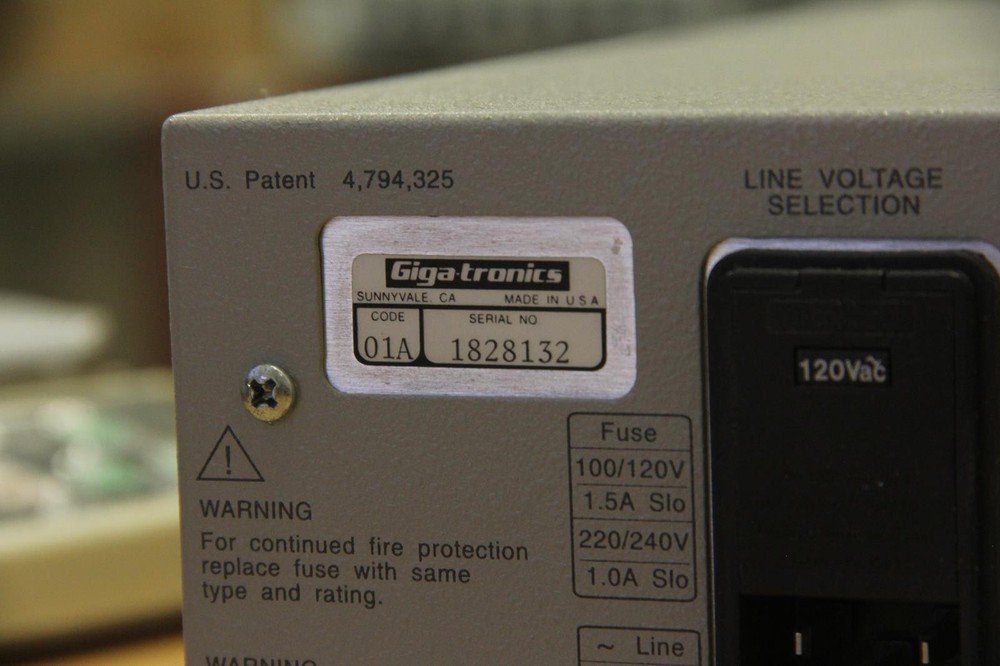 U.S. Patent 4,794,325
LINE VOLTAGE
SELECTION
Giga-tronics
SUNNYVALE, CA MADE IN USA
CODE SERIAL NO
01A 1828132
120Vac
Fuse
100/120V
1.5A Slo
220/240V
1.0A Slo
!
WARNING
For continued fire protection
replace fuse with same
type and rating.
WARNING
~ Line